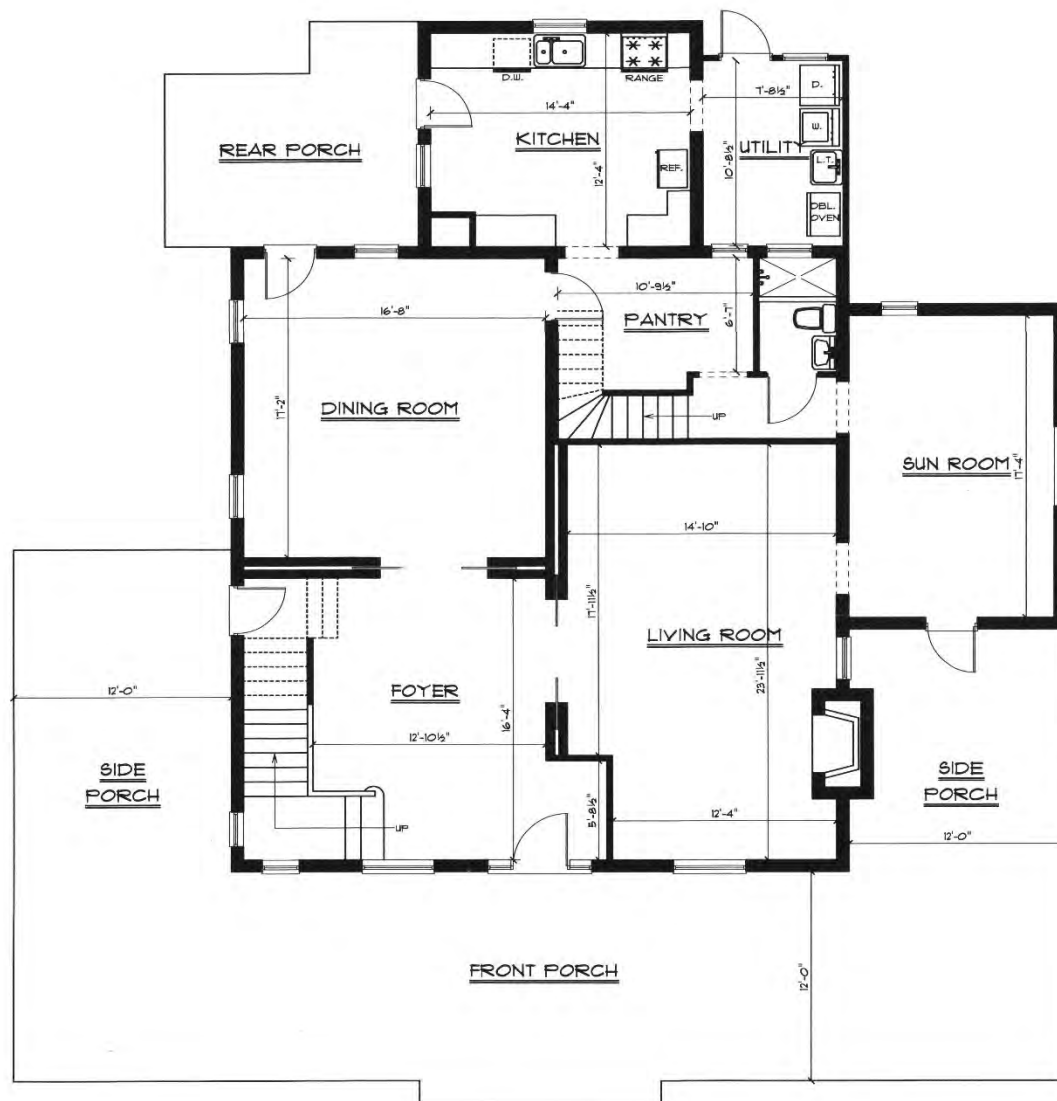 D.W.
RANGE
14'-4"
7'-8½"
D.
KITCHEN
W.
REAR PORCH
UTILITY
12'-4"
10'-8½"
REF.
L.T.
DBL.
OVEN
10'-9½"
16'-8"
PANTRY
6'-7"
17'-2"
DINING ROOM
UP
SUN ROOM
17'-4"
14'-10"
17'-11½"
LIVING ROOM
23'-11½"
12'-0"
FOYER
16'-4"
12'-10½"
SIDE
PORCH
SIDE
PORCH
5'-8½"
12'-4"
UP
12'-0"
FRONT PORCH
12'-0"